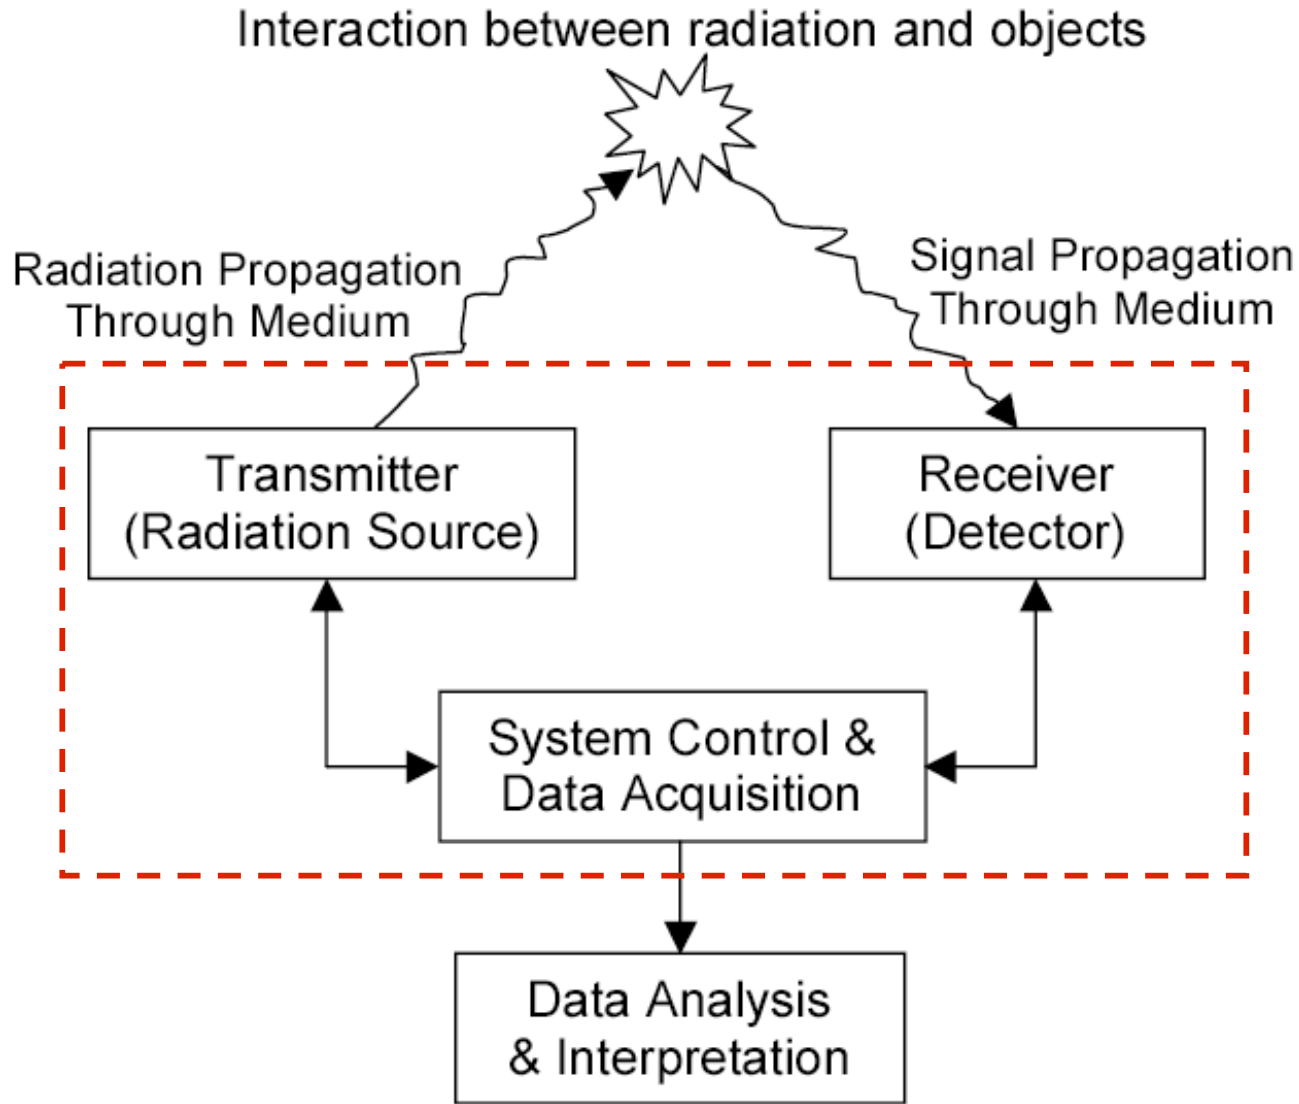 Interaction between radiation and objects
Radiation Propagation
Through Medium
Signal Propagation
Through Medium
Transmitter
(Radiation Source)
Receiver
(Detector)
System Control &
Data Acquisition
Data Analysis
& Interpretation